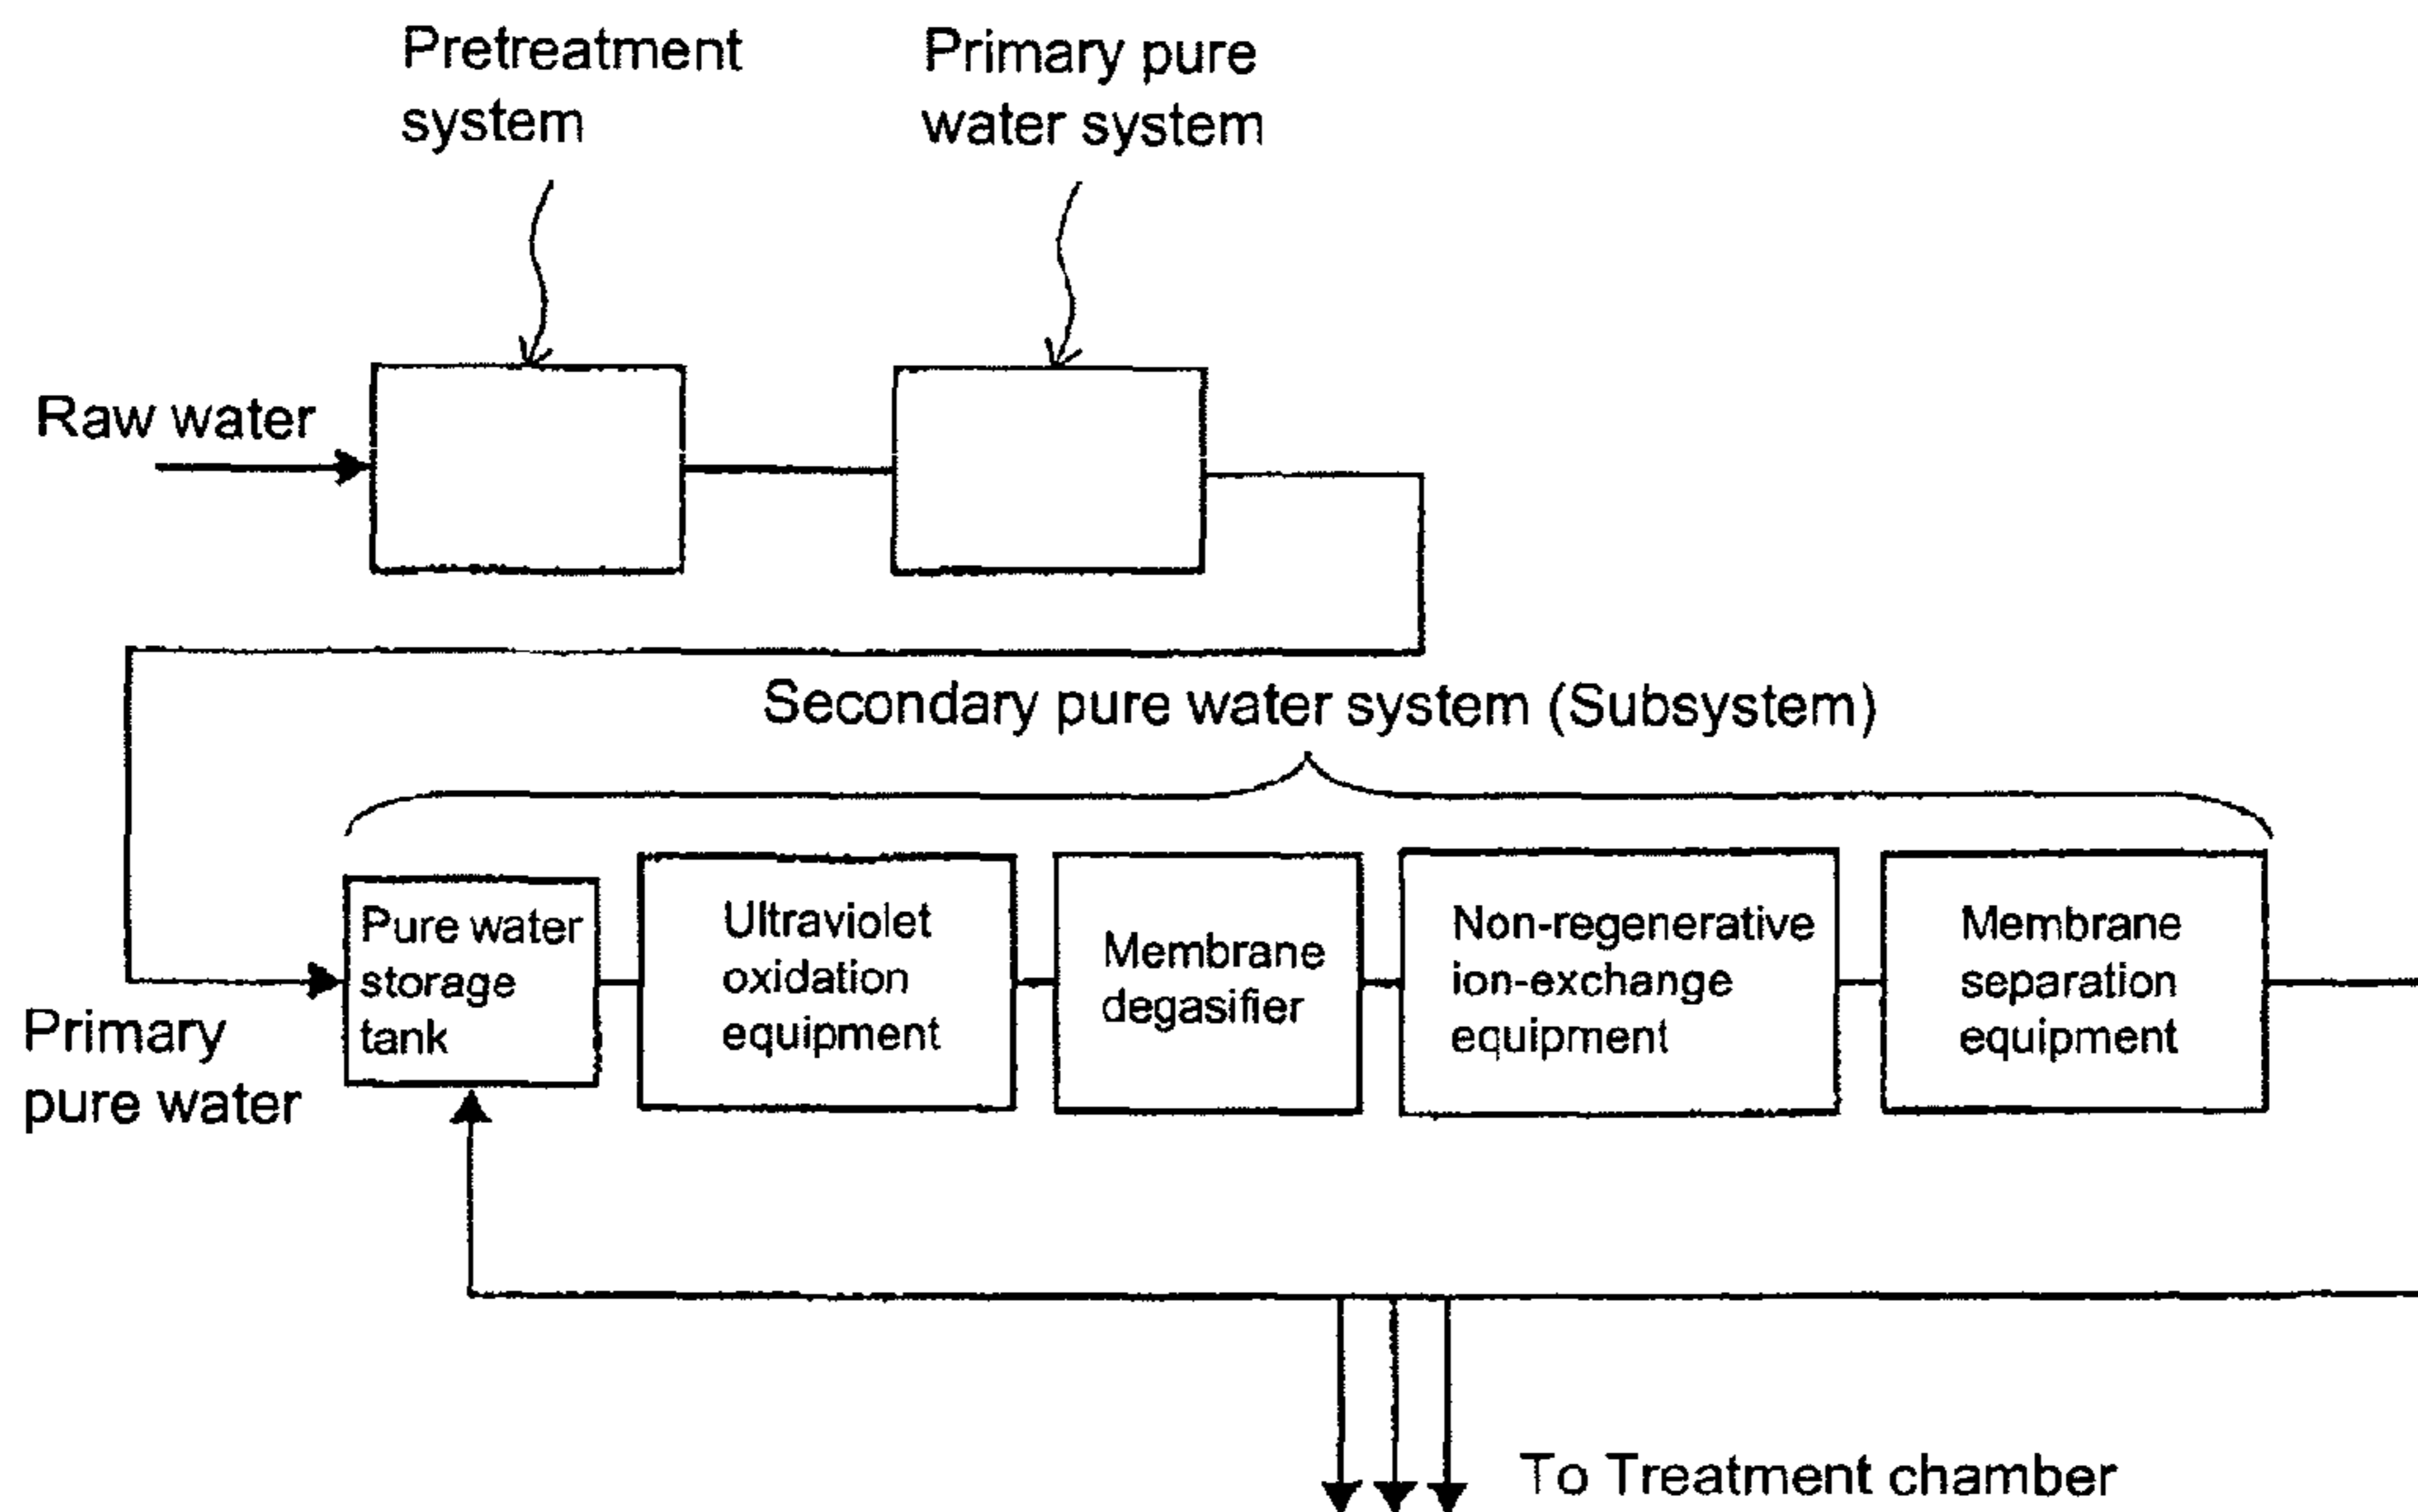 Pretreatment
system
Primary pure
water system
Raw water
Secondary pure water system (Subsystem)
Pure water
storage
tank
Ultraviolet
oxidation
equipment
Membrane
degasifier
Non-regenerative
ion-exchange
equipment
Membrane
separation
equipment
Primary
pure water
To Treatment chamber